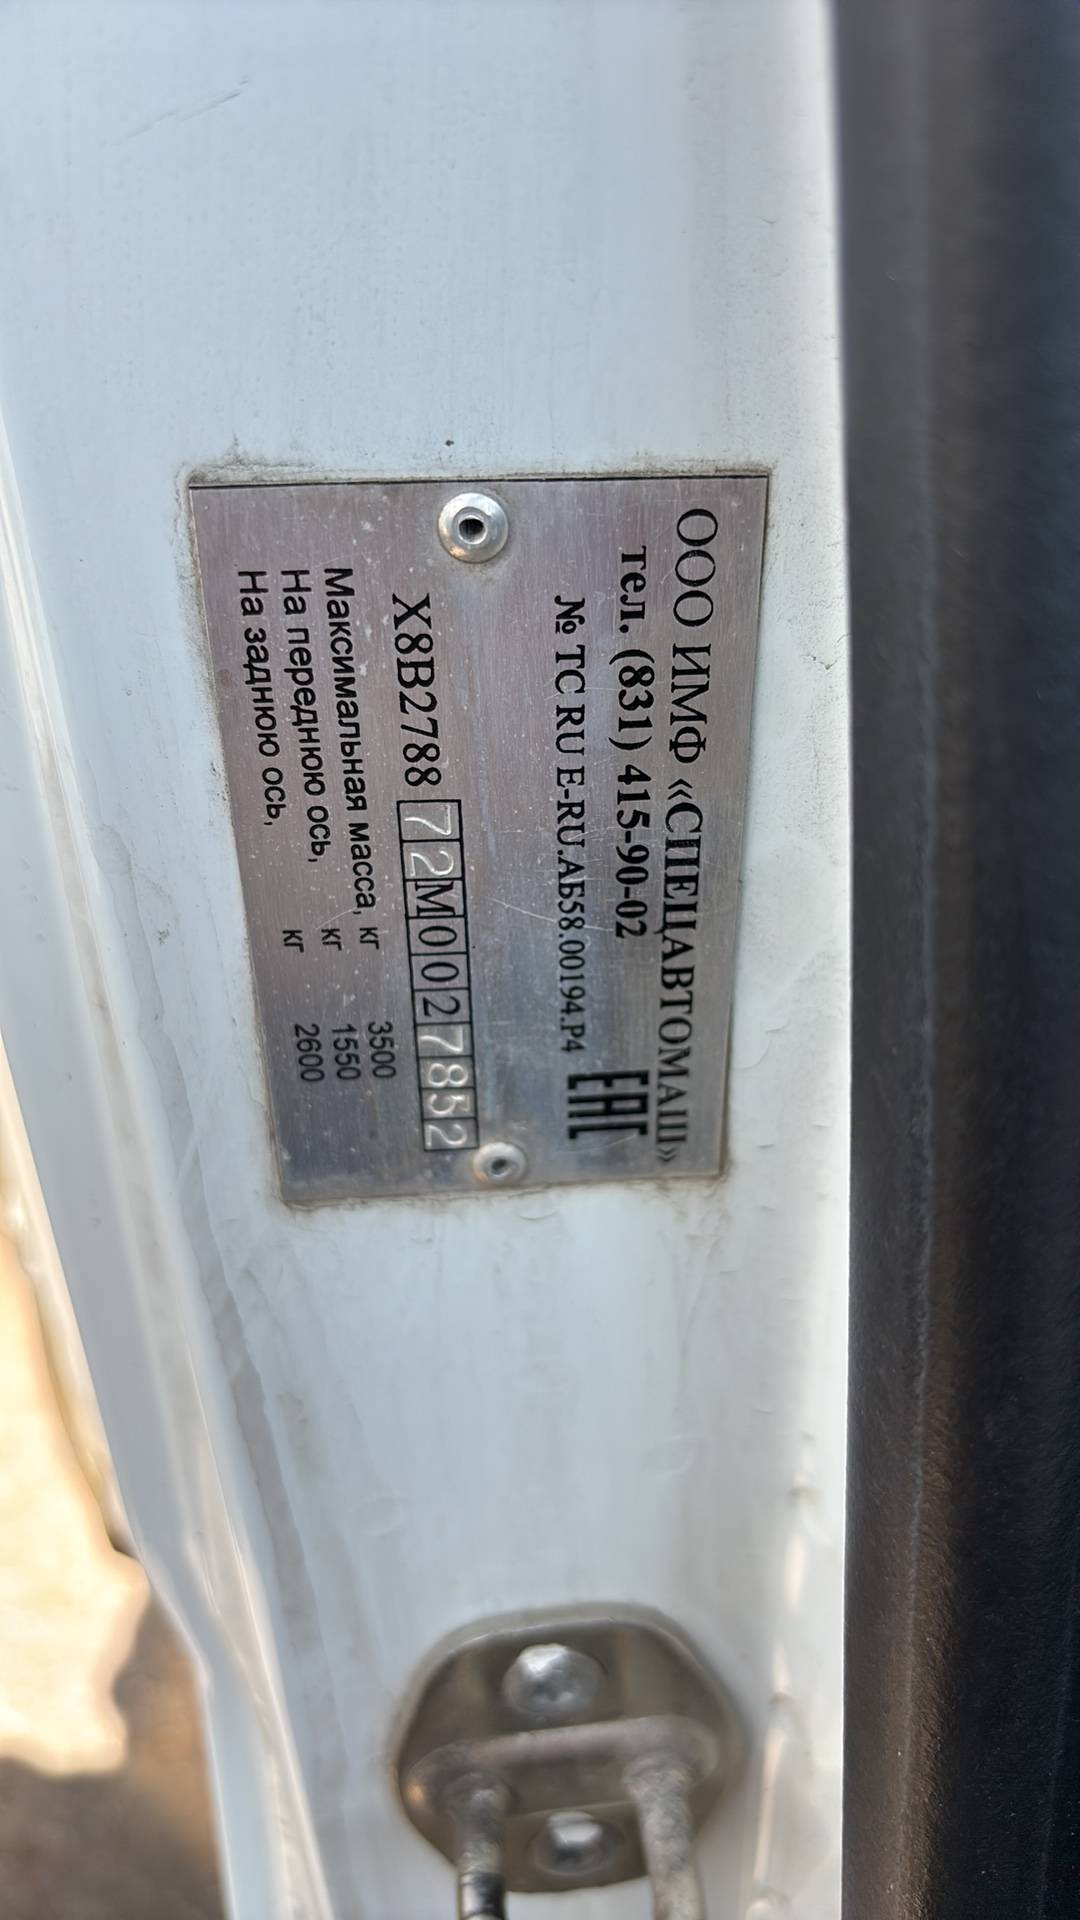 ООО ИМФ «СПЕЦАВТОМАШ»
тел. (831) 415-90-02
№ ТС RU E-RU.АБ58.00194.Р4 ЕАС
X8B278872M0027852
Максимальная масса, кг 3500
На переднюю ось, кг 1550
На заднюю ось, кг 2600